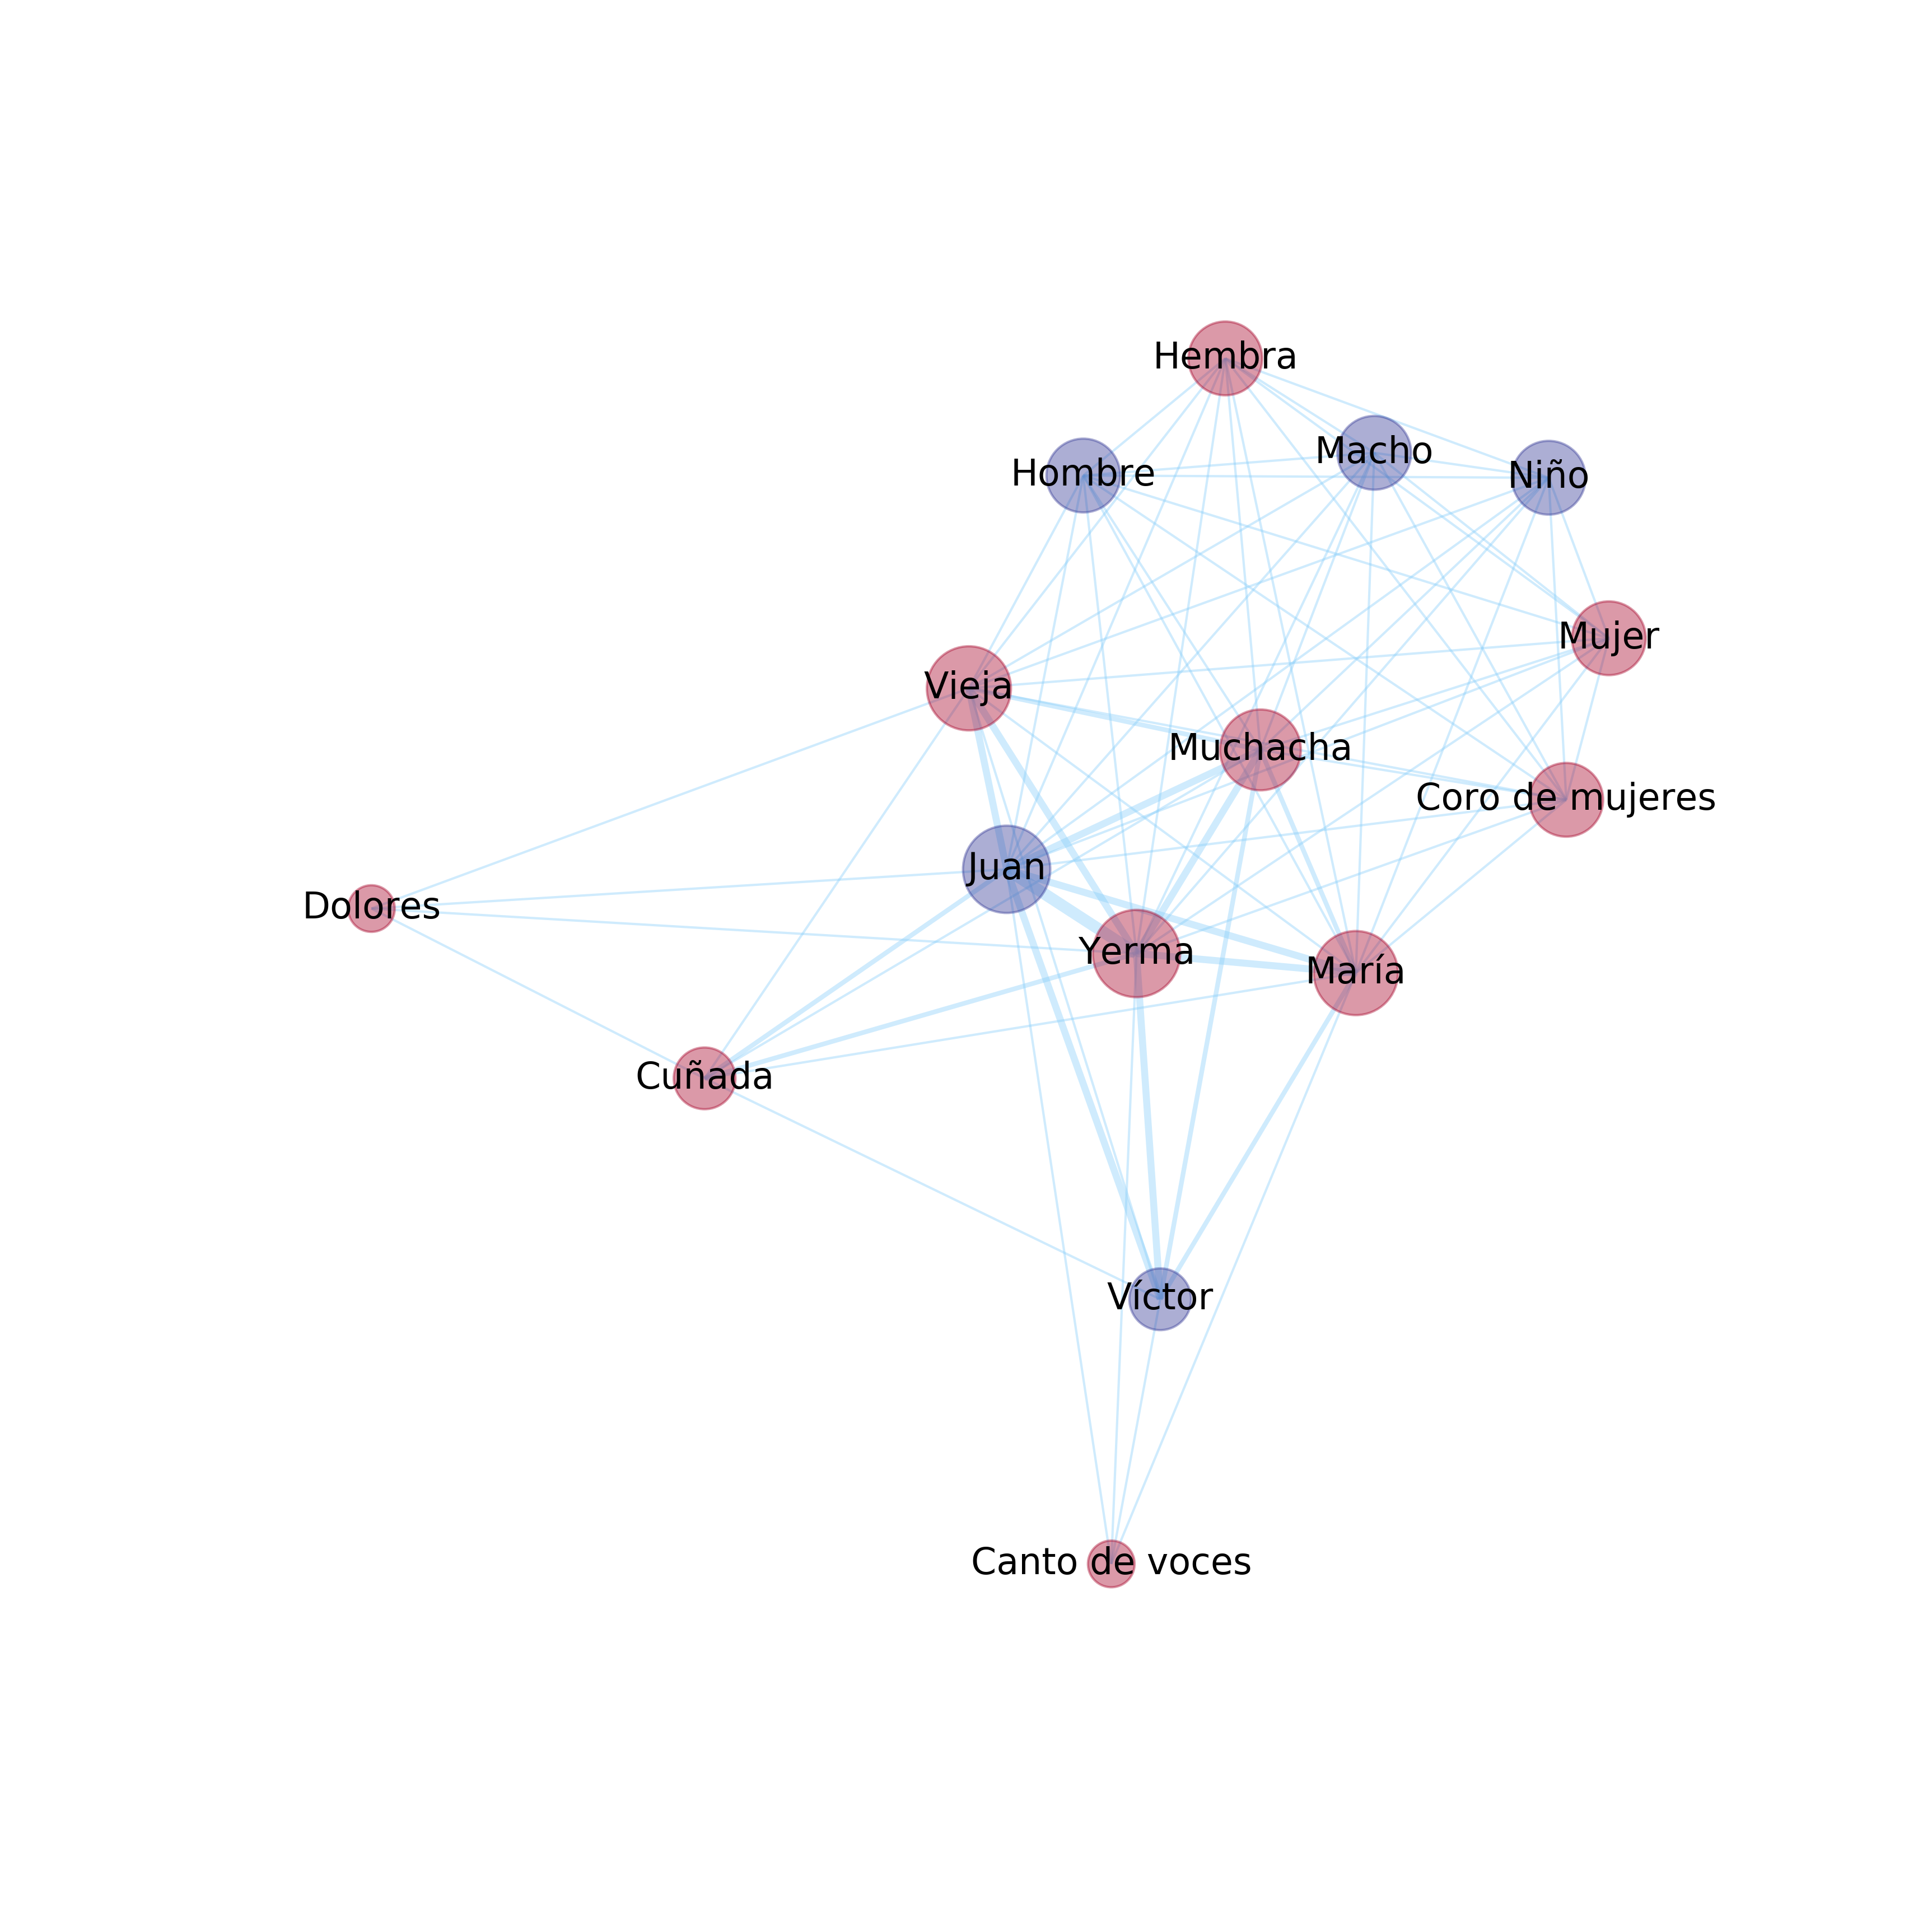 Hembra
Macho
Hombre
Niño
Mujer
Vieja
Muchacha
Coro de mujeres
Juan
Dolores
Yerma
María
Cuñada
Víctor
Canto de voces